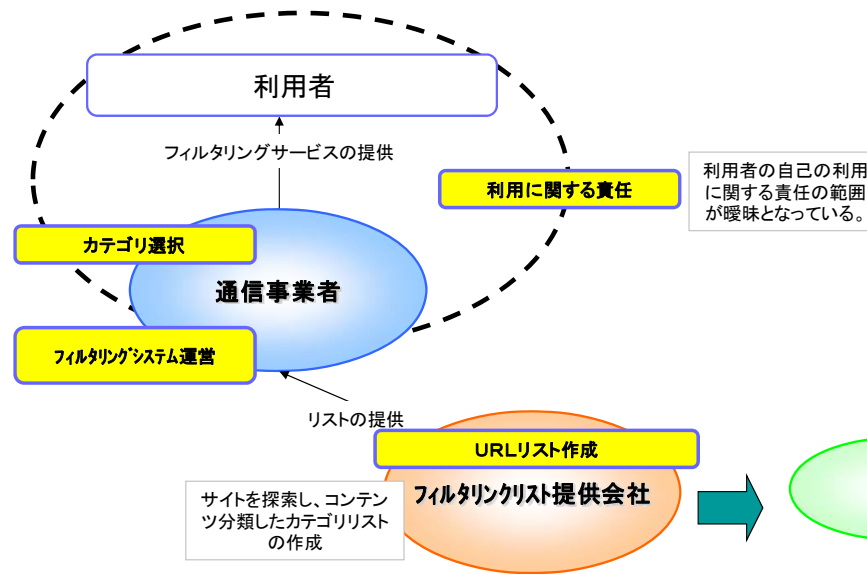 利用者
フィルタリングサービスの提供
利用に関する責任
利用者の自己の利用
に関する責任の範囲
が曖昧となっている。
カテゴリ選択
通信事業者
フィルタリングシステム運営
リストの提供
URLリスト作成
フィルタリンクリスト提供会社
サイトを探索し、コンテン
ツ分類したカテゴリリスト
の作成